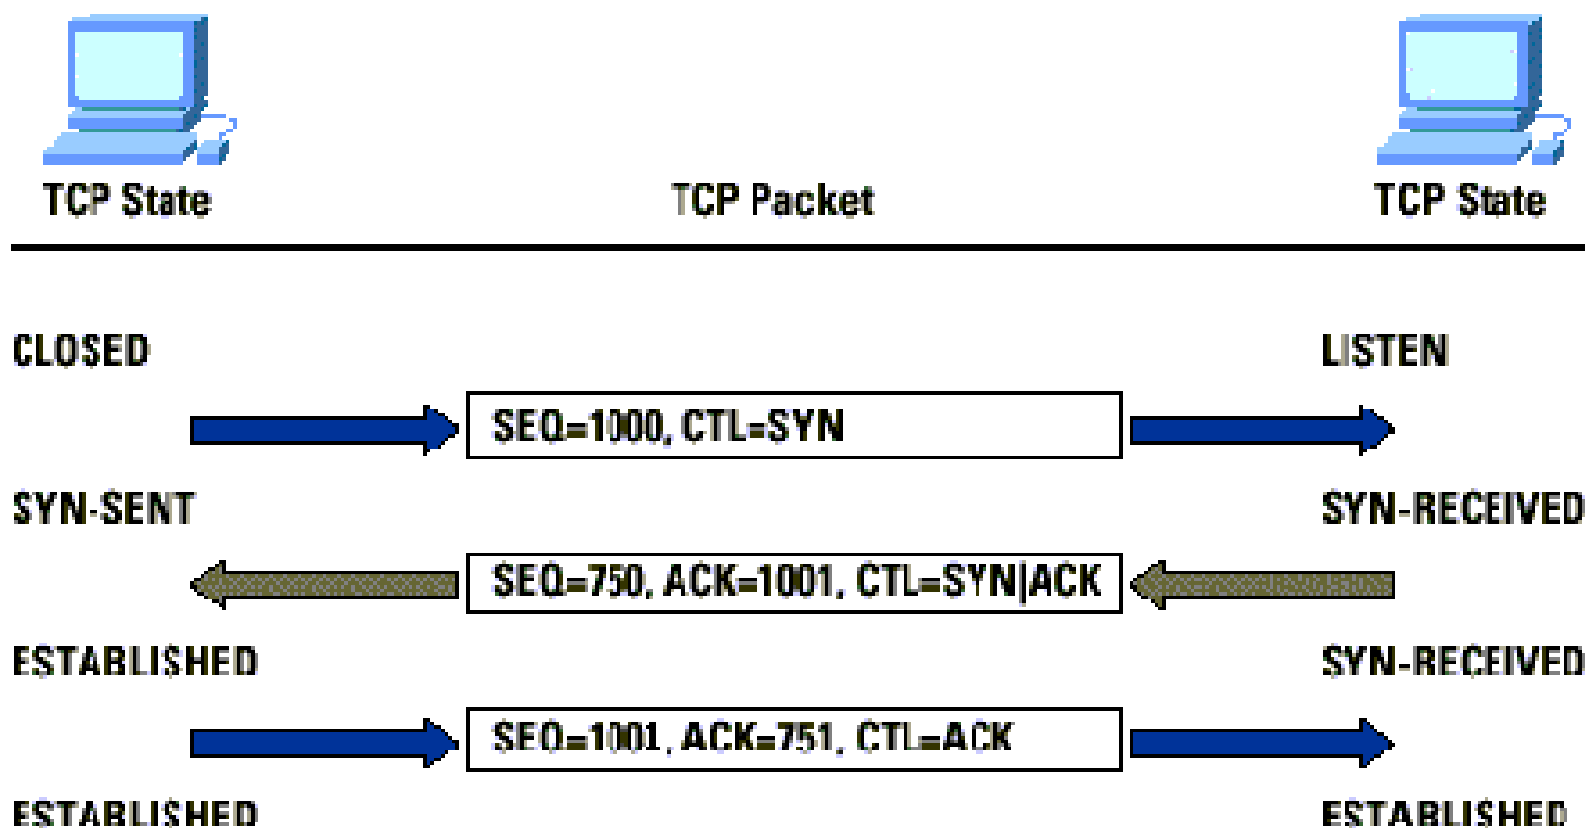 TCP State TCP Packet TCP State
CLOSED LISTEN
SEQ=1000, CTL=SYN
SYN-SENT SYN-RECEIVED
SEQ=750, ACK=1001, CTL=SYN|ACK
ESTABLISHED SYN-RECEIVED
SEQ=1001, ACK=751, CTL=ACK
ESTABLISHED ESTABLISHED